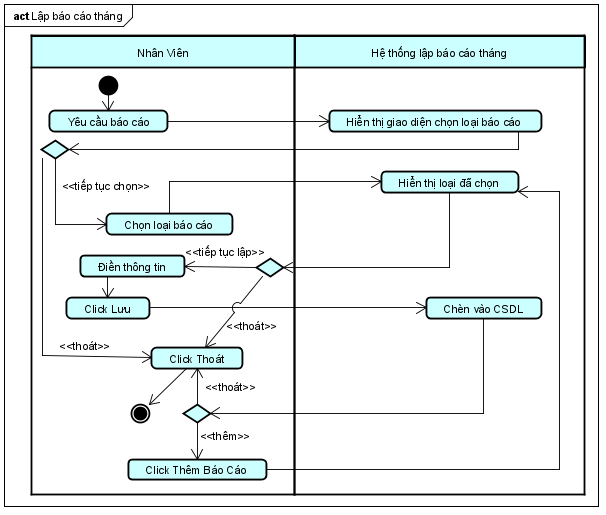 act Lập báo cáo tháng
Nhân Viên
Hệ thống lập báo cáo tháng
Yêu cầu báo cáo
Hiển thị giao diện chọn loại báo cáo
<<tiếp tục chọn>>
Hiển thị loại đã chọn
Chọn loại báo cáo
<<tiếp tục lập>>
Điền thông tin
Click Lưu
Chèn vào CSDL
<<thoát>>
<<thoát>>
Click Thoát
<<thoát>>
<<thêm>>
Click Thêm Báo Cáo